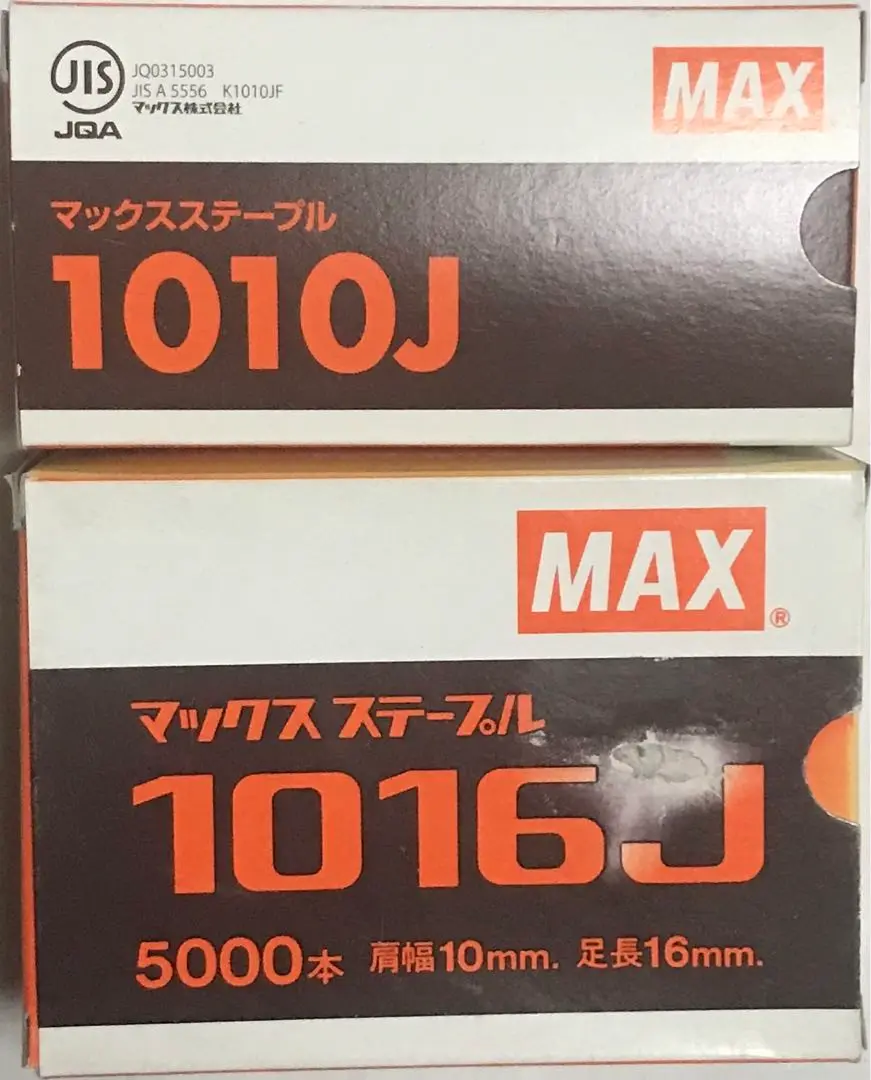 JIS
JQA
JQ0315003
JIS A 5556 K1010JF
マックス株式会社
MAX
マックスステープル
1010J
MAX®
マックス ステープル
1016J
5000本 肩幅10mm. 足長16mm.